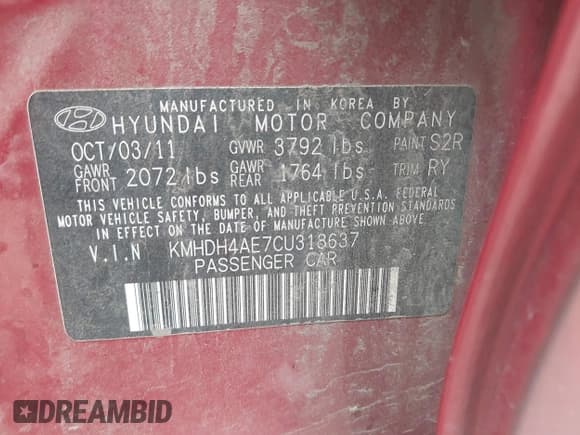 MANUFACTURED IN KOREA BY
HYUNDAI MOTOR COMPANY
OCT/03/11 GVWR 3792 lbs PAINT S2R
GAWR FRONT 2072 lbs GAWR REAR 1764 lbs TRIM RY
THIS VEHICLE CONFORMS TO ALL APPLICABLE U.S.A. FEDERAL
MOTOR VEHICLE SAFETY, BUMPER, AND THEFT PREVENTION STANDARDS
IN EFFECT ON THE DATE OF MANUFACTURE SHOWN ABOVE.
V.I.N KMHDH4AE7CU313637
PASSENGER CAR
DREAMBID